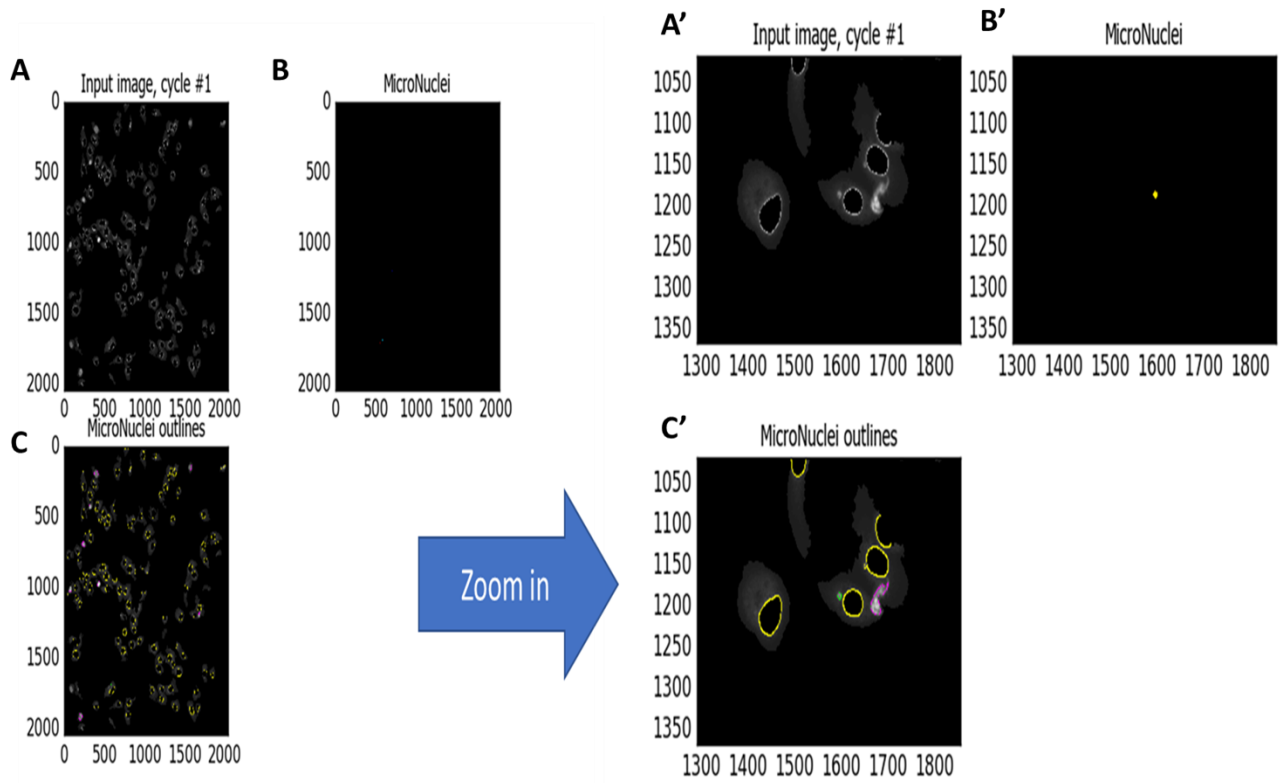 A
Input image, cycle #1
0
500
1000
1500
2000
0 500 1000 1500 2000
B
MicroNuclei
0
500
1000
1500
2000
0 500 1000 1500 2000
C
MicroNuclei outlines
0
500
1000
1500
2000
0 500 1000 1500 2000
Zoom in
A’
Input image, cycle #1
1050
1100
1150
1200
1250
1300
1350
1300 1400 1500 1600 1700 1800
B’
MicroNuclei
1050
1100
1150
1200
1250
1300
1350
1300 1400 1500 1600 1700 1800
C’
MicroNuclei outlines
1050
1100
1150
1200
1250
1300
1350
1300 1400 1500 1600 1700 1800